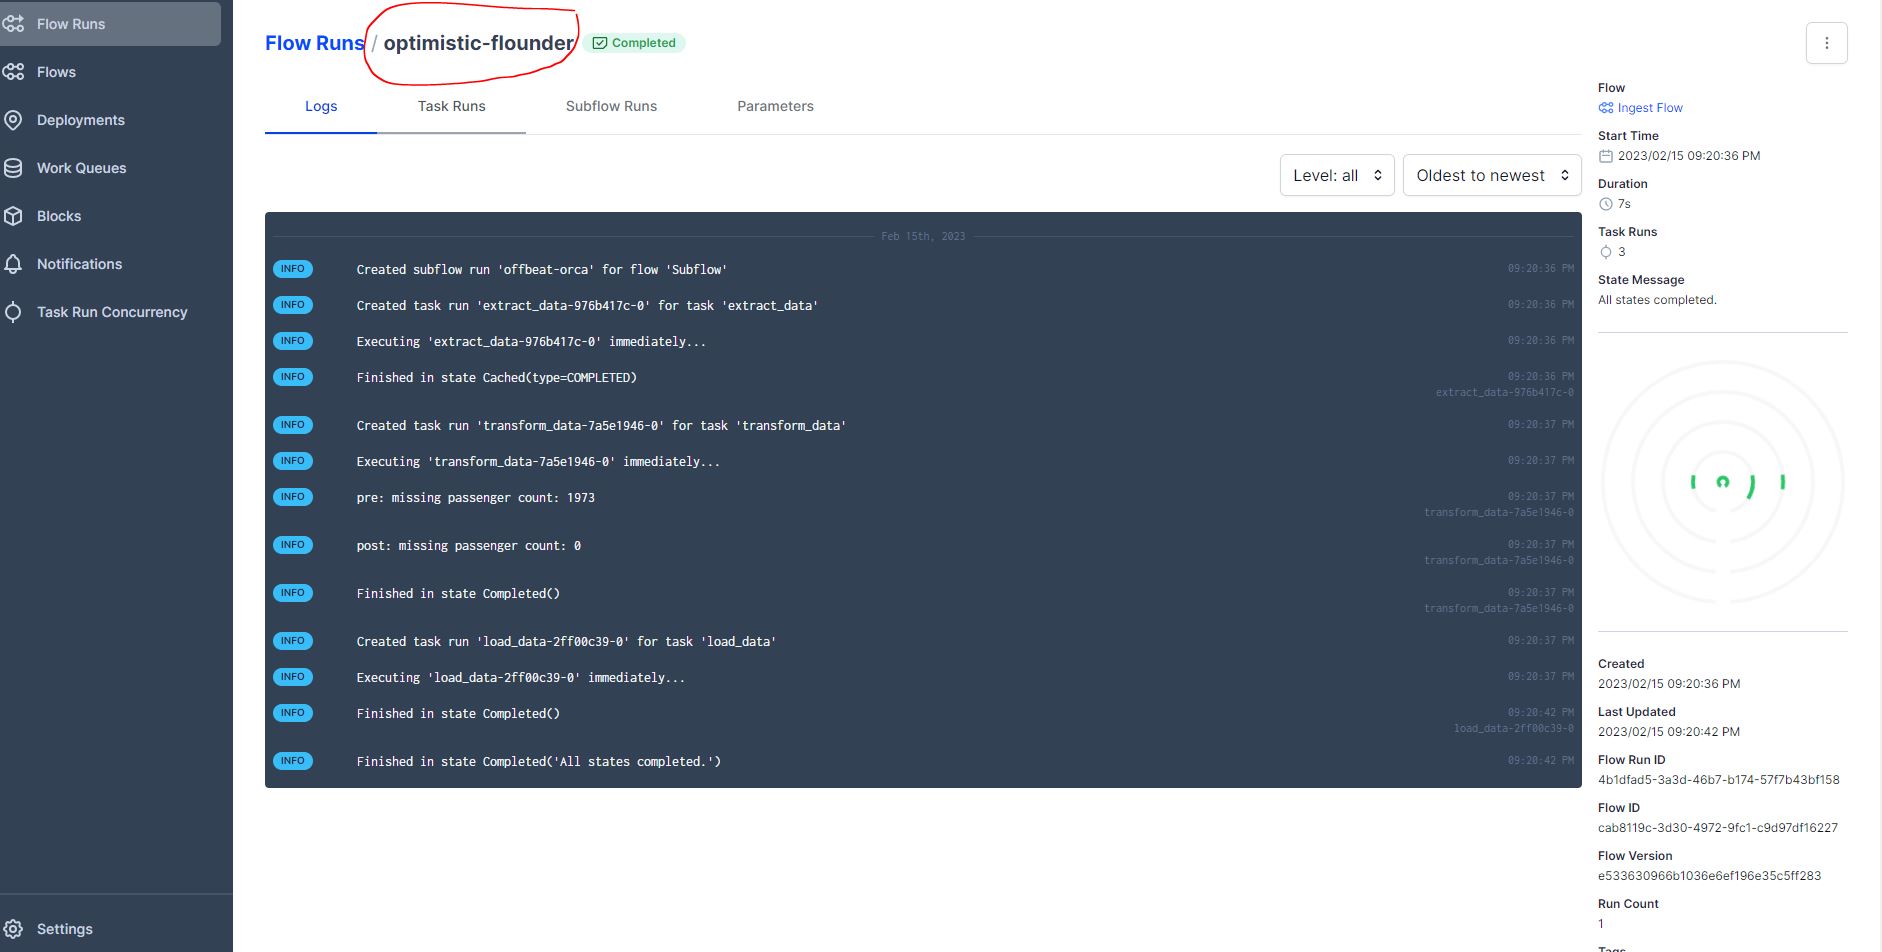 Flow Runs
Flows
Deployments
Work Queues
Blocks
Notifications
Task Run Concurrency
Settings
Flow Runs / optimistic-flounder Completed
Logs Task Runs Subflow Runs Parameters
Level: all Oldest to newest
Feb 15th, 2023
INFO Created subflow run 'offbeat-orca' for flow 'Subflow' 09:20:36 PM
INFO Created task run 'extract_data-976b417c-0' for task 'extract_data' 09:20:36 PM
INFO Executing 'extract_data-976b417c-0' immediately... 09:20:36 PM
INFO Finished in state Cached(type=COMPLETED) 09:20:36 PM
extract_data-976b417c-0
INFO Created task run 'transform_data-7a5e1946-0' for task 'transform_data' 09:20:37 PM
INFO Executing 'transform_data-7a5e1946-0' immediately... 09:20:37 PM
INFO pre: missing passenger count: 1973 09:20:37 PM
transform_data-7a5e1946-0
INFO post: missing passenger count: 0 09:20:37 PM
transform_data-7a5e1946-0
INFO Finished in state Completed() 09:20:37 PM
transform_data-7a5e1946-0
INFO Created task run 'load_data-2ff00c39-0' for task 'load_data' 09:20:37 PM
INFO Executing 'load_data-2ff00c39-0' immediately... 09:20:37 PM
INFO Finished in state Completed() 09:20:42 PM
load_data-2ff00c39-0
INFO Finished in state Completed('All states completed.') 09:20:42 PM
Flow
Ingest Flow
Start Time
2023/02/15 09:20:36 PM
Duration
7s
Task Runs
3
State Message
All states completed.
Created
2023/02/15 09:20:36 PM
Last Updated
2023/02/15 09:20:42 PM
Flow Run ID
4b1dfad5-3a3d-46b7-b174-57f7b43bf158
Flow ID
cab8119c-3d30-4972-9fc1-c9d97df16227
Flow Version
e533630966b1036e6ef196e35c5ff283
Run Count
1
Tags